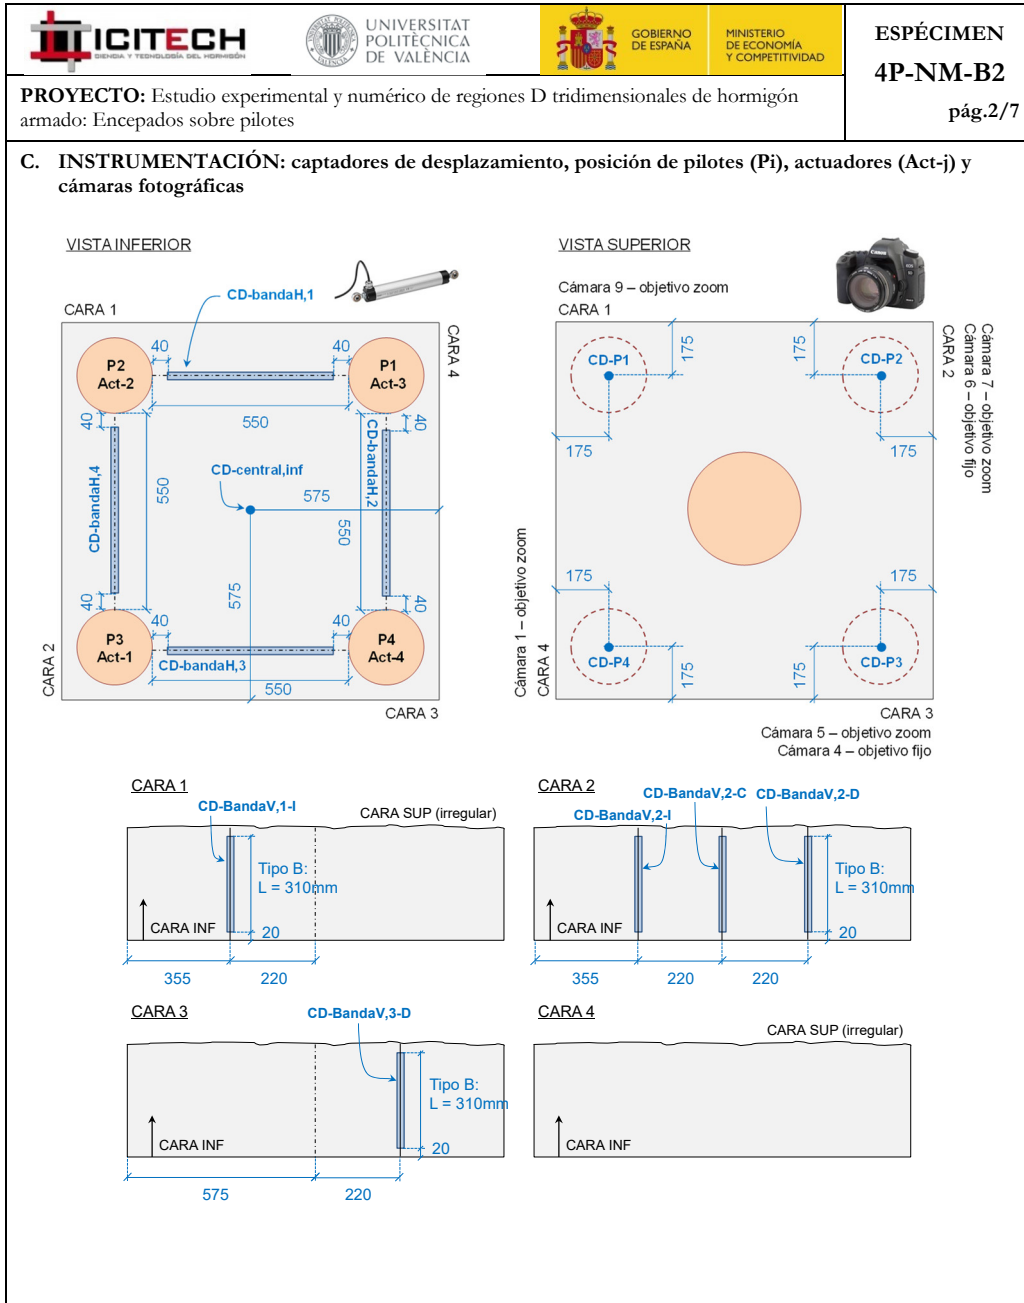 ICITECH
CIENCIA Y TECNOLOGÍA DEL HORMIGÓN
UNIVERSITAT
POLITÈCNICA
DE VALÈNCIA
GOBIERNO
DE ESPAÑA
MINISTERIO
DE ECONOMÍA
Y COMPETITIVIDAD
ESPÉCIMEN
4P-NM-B2
pág.2/7
PROYECTO: Estudio experimental y numérico de regiones D tridimensionales de hormigón
armado: Encepados sobre pilotes
C. INSTRUMENTACIÓN: captadores de desplazamiento, posición de pilotes (Pi), actuadores (Act-j) y
cámaras fotográficas
VISTA INFERIOR
CARA 1
CD-bandaH,1
CARA 4
P2
Act-2
40
40
P1
Act-3
550
40
40
CD-bandaH,4
550
CD-central,inf
575
CD-bandaH,2
550
575
40
40
P3
Act-1
40
40
P4
Act-4
CD-bandaH,3
550
CARA 2
CARA 3
VISTA SUPERIOR
Canon
Cámara 9 – objetivo zoom
CARA 1
CD-P1
175
175
CD-P2
175
175
CARA 2
Cámara 6 – objetivo fijo
Cámara 7 – objetivo zoom
Cámara 1 – objetivo zoom
CARA 4
175
175
CD-P4
175
175
CD-P3
CARA 3
Cámara 5 – objetivo zoom
Cámara 4 – objetivo fijo
CARA 1
CD-BandaV,1-I
CARA SUP (irregular)
Tipo B:
L = 310mm
CARA INF
20
355
220
CARA 2
CD-BandaV,2-C
CD-BandaV,2-D
CD-BandaV,2-I
Tipo B:
L = 310mm
CARA INF
20
355
220
220
CARA 3
CD-BandaV,3-D
Tipo B:
L = 310mm
CARA INF
20
575
220
CARA 4
CARA SUP (irregular)
CARA INF